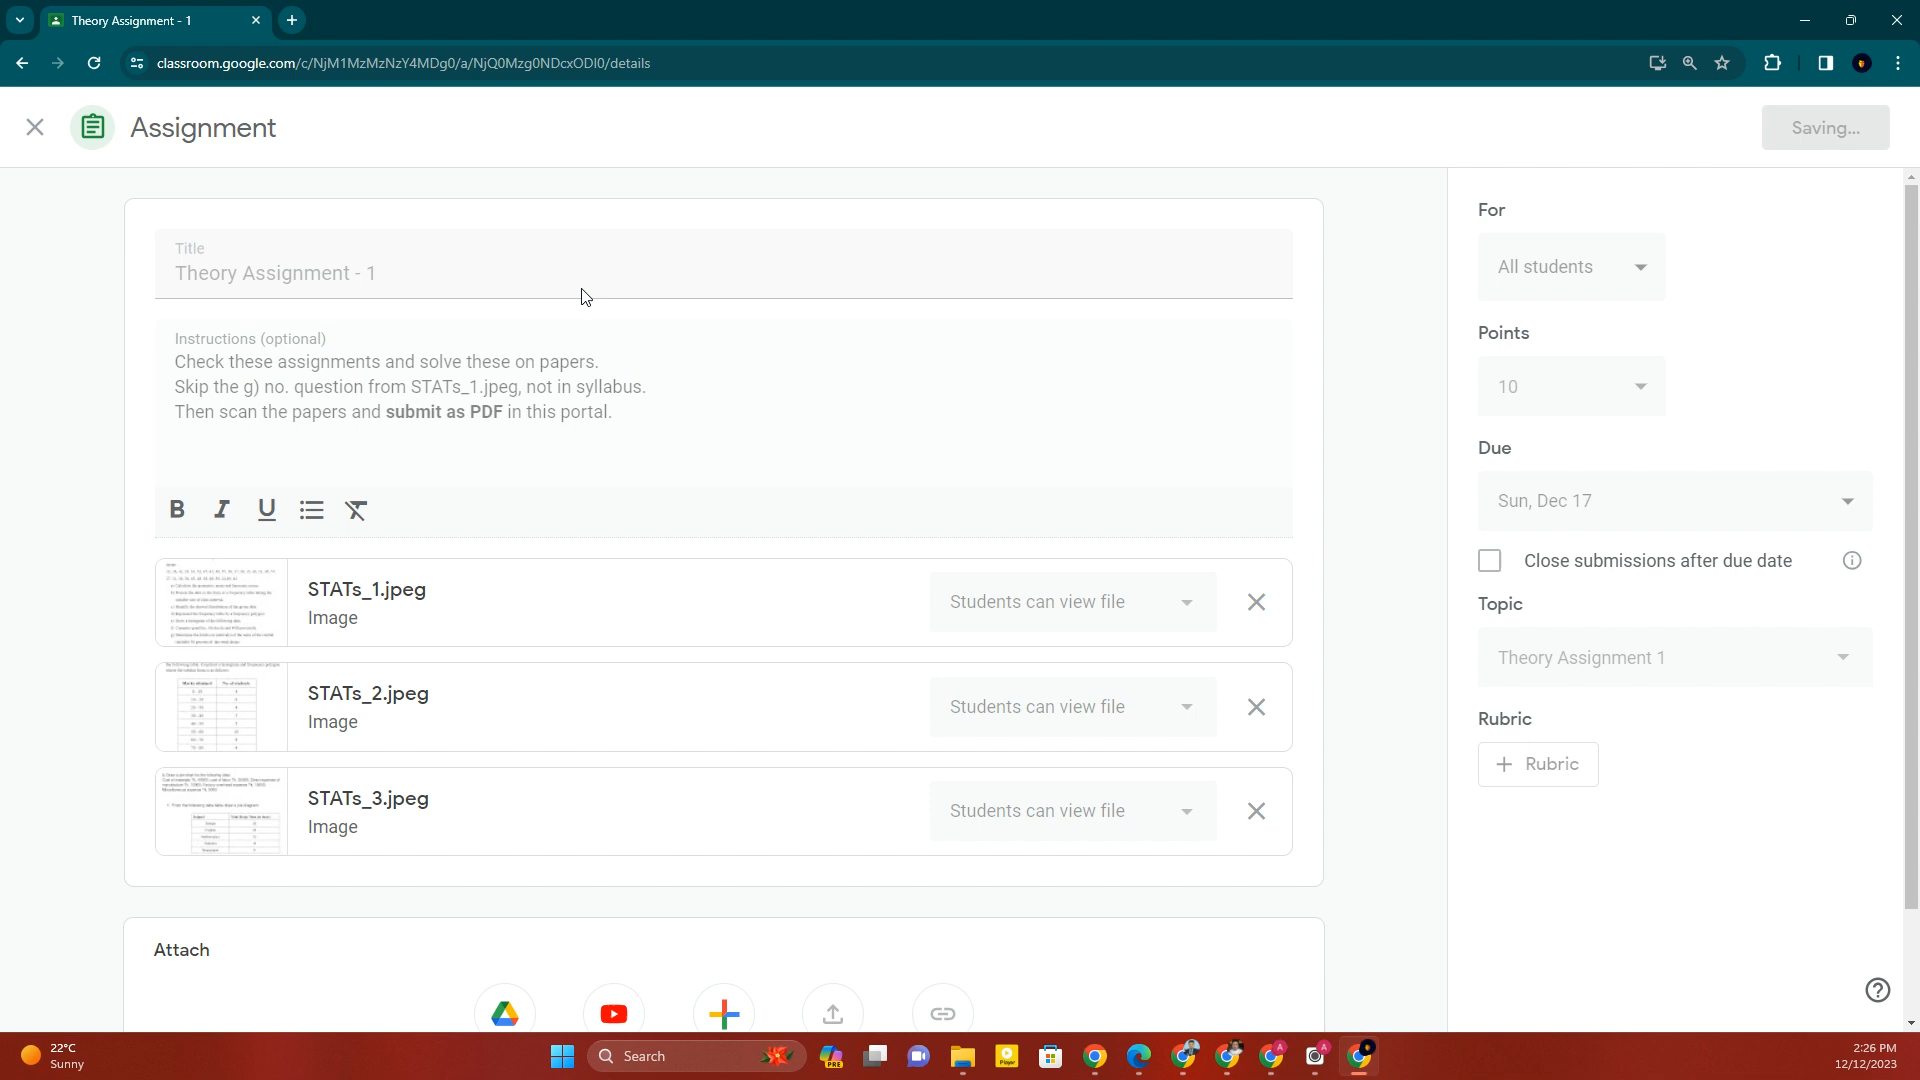 Theory Assignment - 1
classroom.google.com/c/NjM1MzMzNzY4MDg0/a/NjQ0Mzg0NDcxODI0/details
Assignment
Saving...
Title
Theory Assignment - 1
Instructions (optional)
Check these assignments and solve these on papers.
Skip the g) no. question from STATs_1.jpeg, not in syllabus.
Then scan the papers and submit as PDF in this portal.
B I U
STATs_1.jpeg
Image
Students can view file
STATs_2.jpeg
Image
Students can view file
STATs_3.jpeg
Image
Students can view file
Attach
For
All students
Points
10
Due
Sun, Dec 17
Close submissions after due date
Topic
Theory Assignment 1
Rubric
+ Rubric
22°C
Sunny
Search
PRE
Player
A
A
2:26 PM
12/12/2023